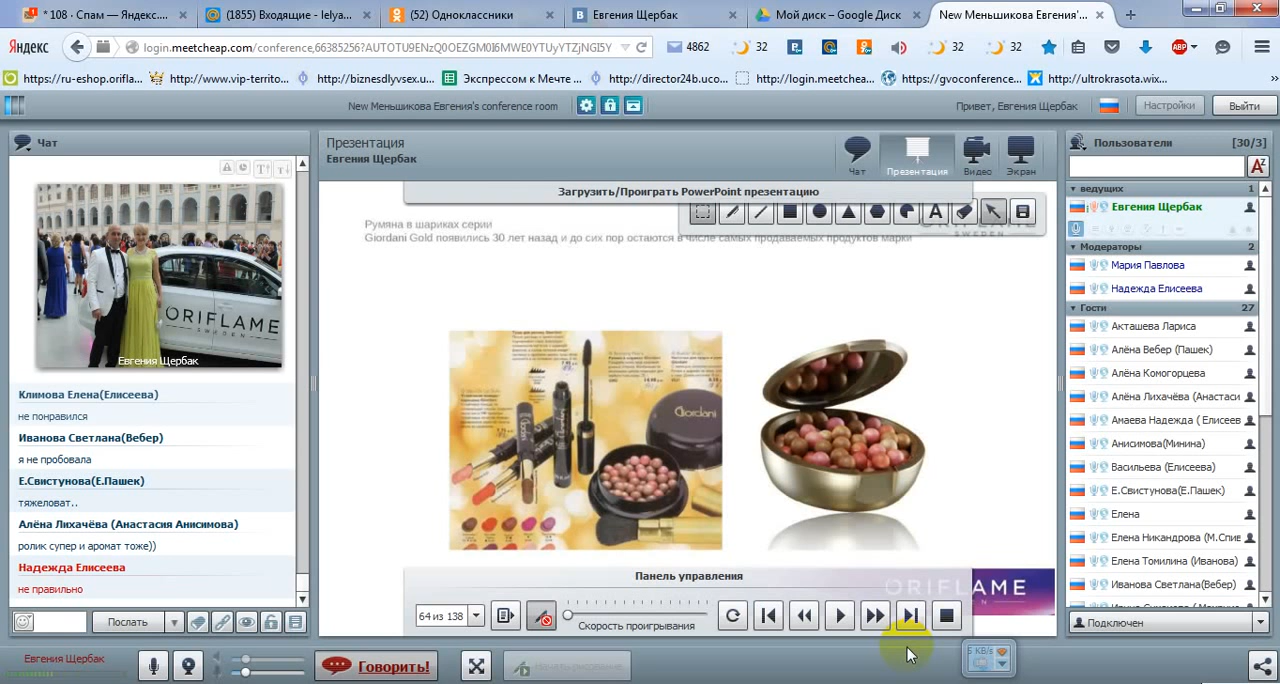 * 108 · Спам — Яндекс....
(1855) Входящие - lelya...
(52) Одноклассники
Евгения Щербак
Мой диск – Google Диск
New Меньшикова Евгения'...
Яндекс
login.meetcheap.com/conference,66385256?AUTOTU9ENzQ0OEZGM0I6MWE0YTUyYTZjNGI5Y
4862
32
32
32
ABP
https://ru-eshop.orifla...
http://www.vip-territo...
http://biznesdlyvsex.u...
Экспрессом к Мечте ...
http://director24b.uco...
http://login.meetchea...
https://gvoconference...
http://ultrokrasota.wix...
New Меньшикова Евгения's conference room
Привет, Евгения Щербак
Настройки
Выйти
Чат
ORIFLAME
SWEDEN
Евгения Щербак
Климова Елена(Елисеева)
не понравился
Иванова Светлана(Вебер)
я не пробовала
Е.Свистунова(Е.Пашек)
тяжеловат..
Алёна Лихачёва (Анастасия Анисимова)
ролик супер и аромат тоже))
Надежда Елисеева
не правильно
Послать
Презентация
Евгения Щербак
Чат
Презентация
Видео
Экран
Загрузить/Проиграть PowerPoint презентацию
Румяна в шариках серии
Giordani Gold появились 30 лет назад и до сих пор остаются в числе самых продаваемых продуктов марки
SWEDEN
Giordani
Панель управления
ORIFLAME
64 из 138
Скорость проигрывания
Пользователи
[30/3]
ведущих
1
Евгения Щербак
Модераторы
2
Мария Павлова
Надежда Елисеева
Гости
27
Акташева Лариса
Алёна Вебер (Пашек)
Алёна Комогорцева
Алёна Лихачёва (Анастаси
Анаева Надежда ( Елисеев
Анисимова(Минина)
Васильева (Елисеева)
Е.Свистунова(Е.Пашек)
Елена
Елена Никандрова (М.Спив
Елена Томилина (Иванова)
Иванова Светлана(Вебер)
Подключен
Евгения Щербак
Говорить!
5 KB/s